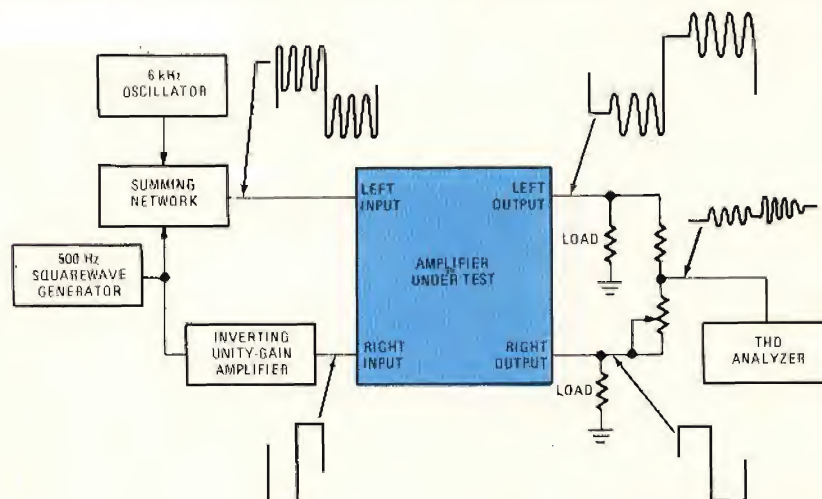 6 kHz
OSCILLATOR
SUMMING
NETWORK
500 Hz
SQUAREWAVE
GENERATOR
INVERTING
UNITY-GAIN
AMPLIFIER
LEFT
INPUT
LEFT
OUTPUT
AMPLIFIER
UNDER TEST
RIGHT
INPUT
RIGHT
OUTPUT
LOAD
LOAD
THD
ANALYZER